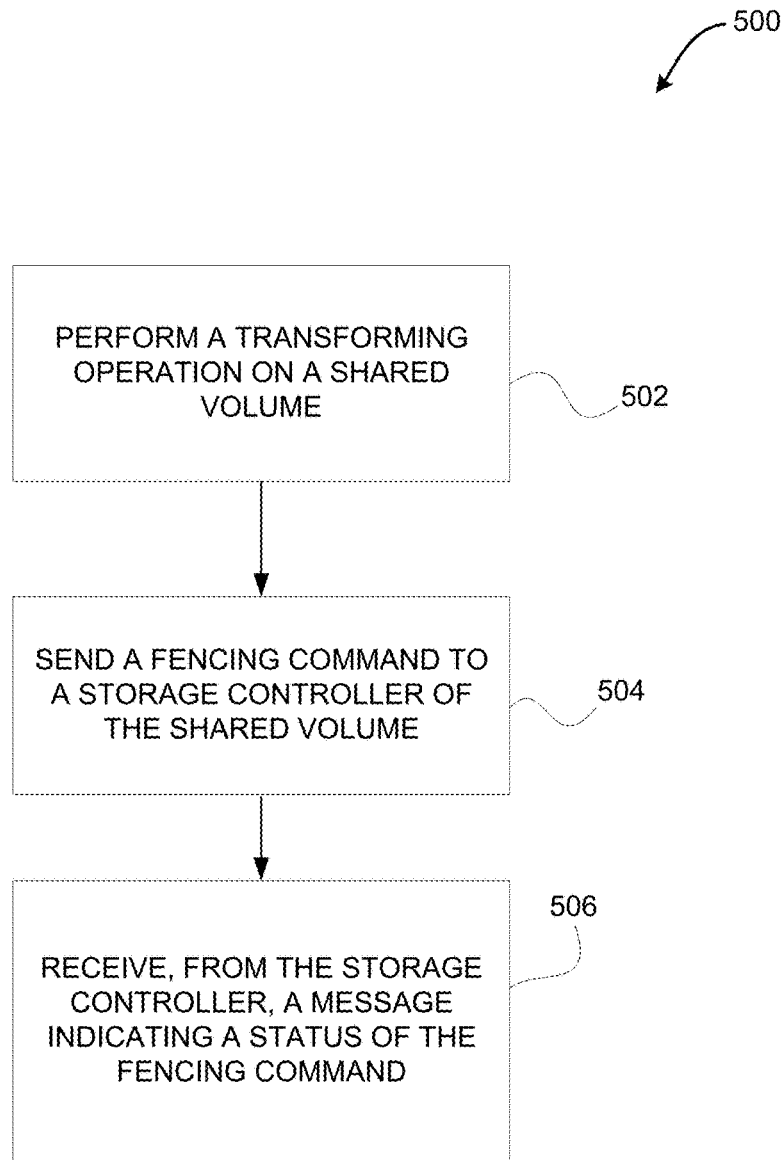 500
PERFORM A TRANSFORMING
OPERATION ON A SHARED
VOLUME
502
SEND A FENCING COMMAND TO
A STORAGE CONTROLLER OF
THE SHARED VOLUME
504
506
RECEIVE, FROM THE STORAGE
CONTROLLER, A MESSAGE
INDICATING A STATUS OF THE
FENCING COMMAND